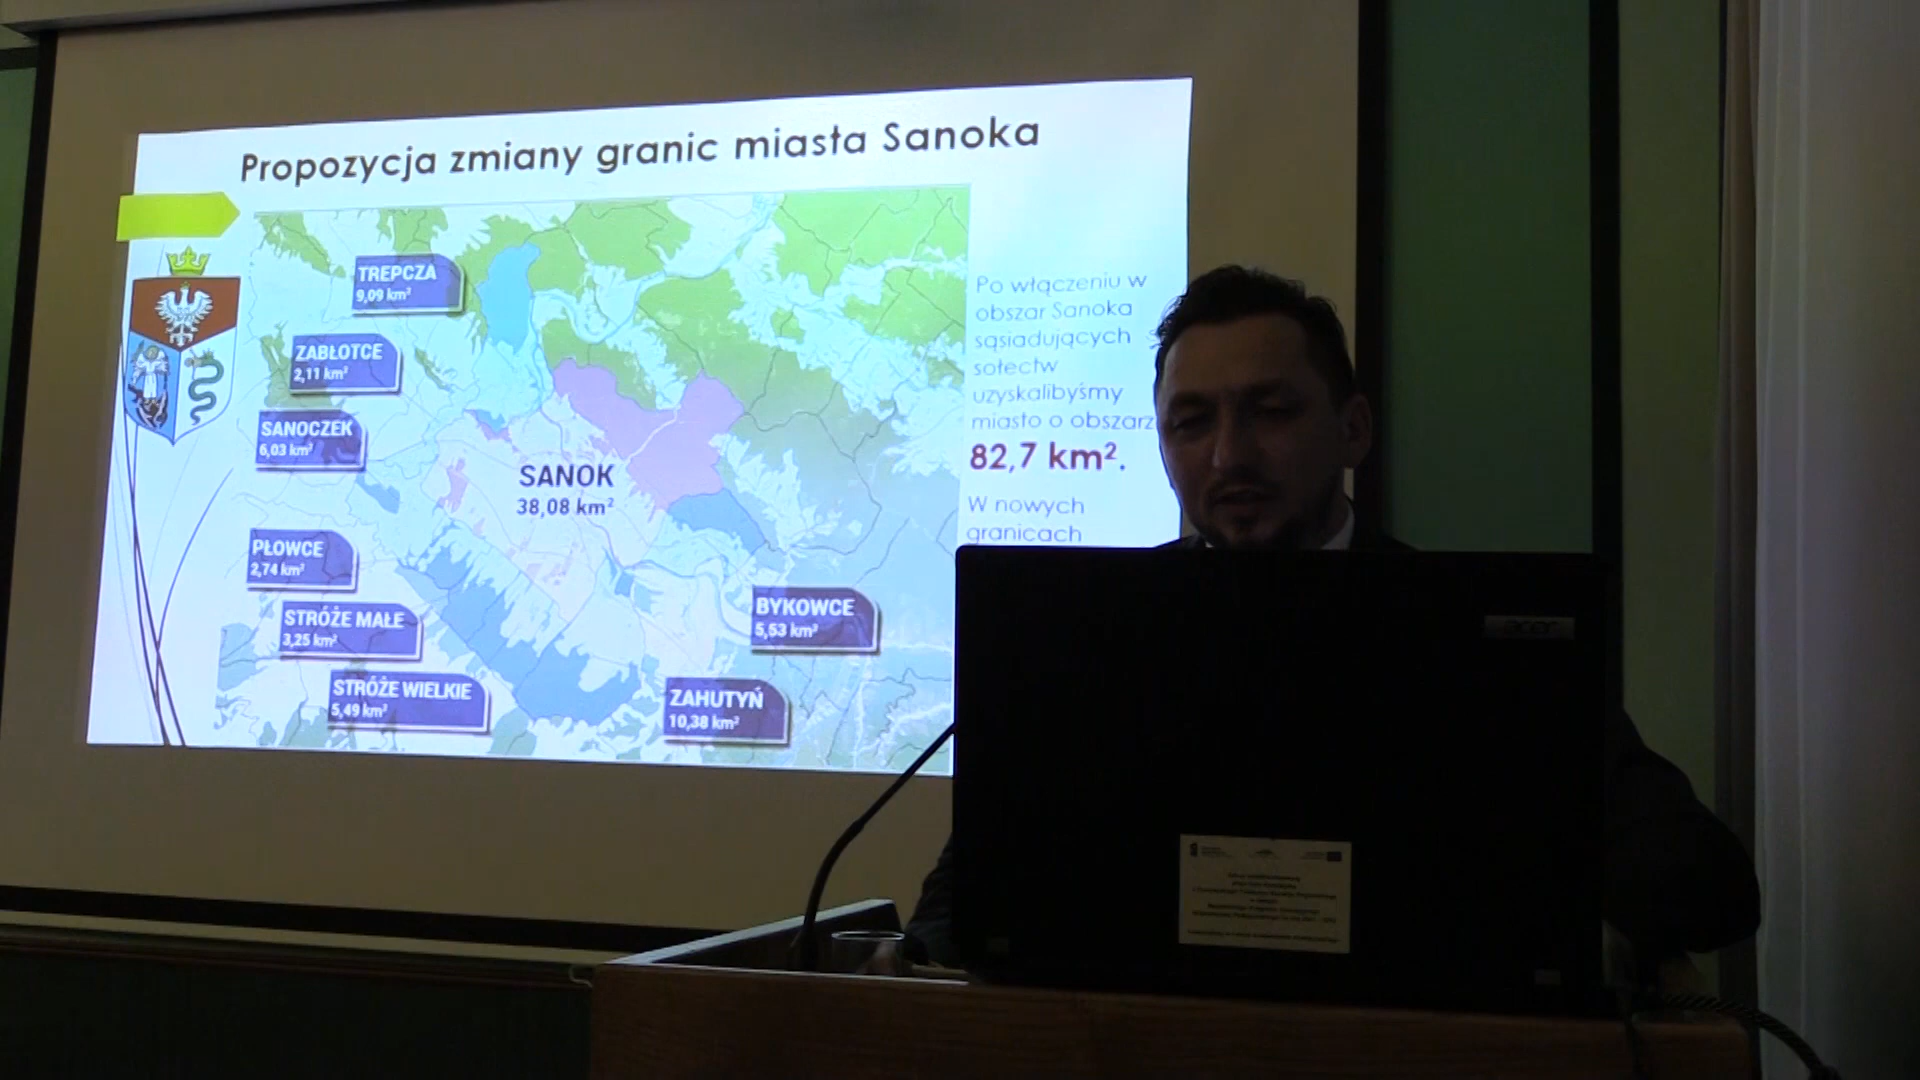 Propozycja zmiany granic miasta Sanoka
TREPCZA
9,09 km²
ZABŁOTCE
2,11 km²
SANOCZEK
6,03 km²
PŁOWCE
2,74 km²
STRÓŻE MAŁE
3,25 km²
STRÓŻE WIELKIE
5,49 km²
SANOK
38,08 km²
BYKOWCE
5,53 km²
ZAHUTYŃ
10,38 km²
Po włączeniu w
obszar Sanoka
sąsiadujących
sołectw
uzyskalibyśmy
miasto o obszarz
82,7 km².
W nowych
granicach
acer